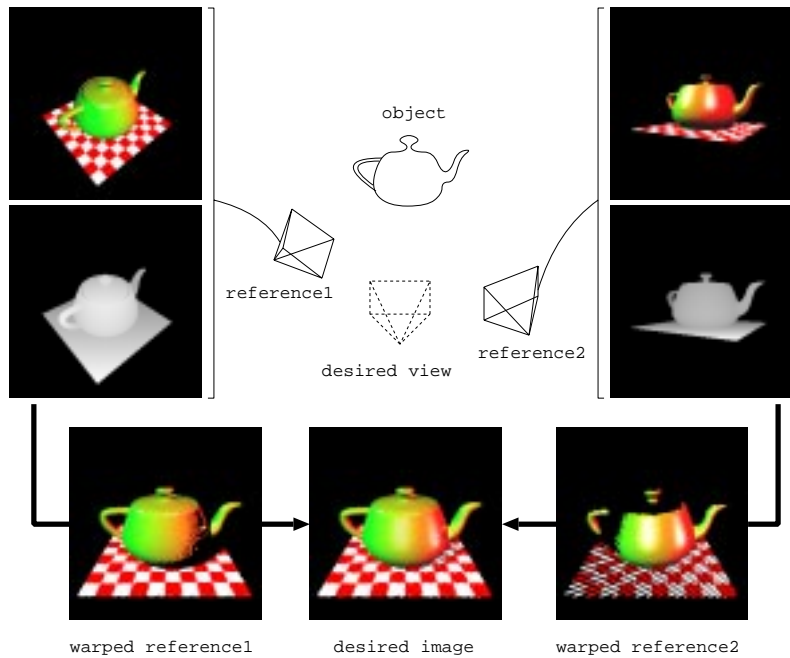 object
reference1
reference2
desired view
warped reference1
desired image
warped reference2